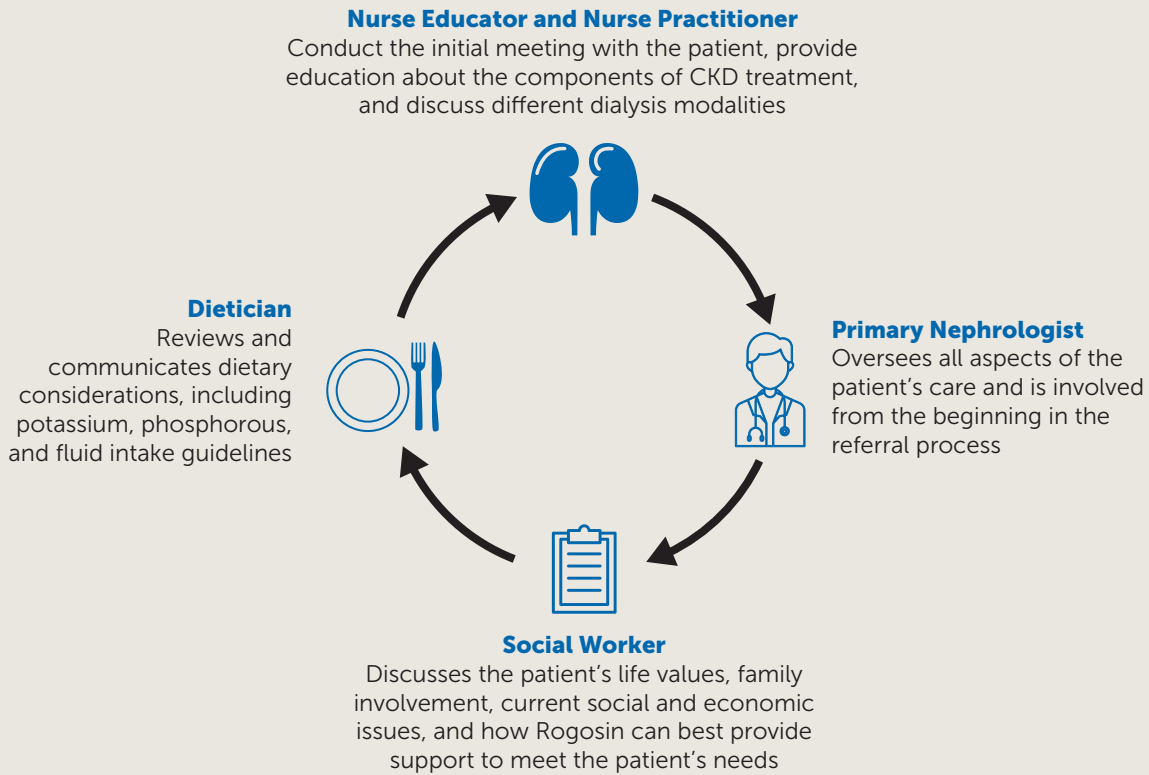 Nurse Educator and Nurse Practitioner
Conduct the initial meeting with the patient, provide
education about the components of CKD treatment,
and discuss different dialysis modalities
Primary Nephrologist
Oversees all aspects of the
patient’s care and is involved
from the beginning in the
referral process
Social Worker
Discusses the patient’s life values, family
involvement, current social and economic
issues, and how Rogosin can best provide
support to meet the patient’s needs
Dietician
Reviews and
communicates dietary
considerations, including
potassium, phosphorous,
and fluid intake guidelines